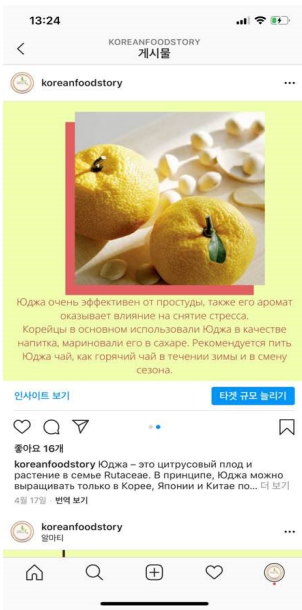 13:24
KOREANFOODSTORY
게시물
koreanfoodstory
Юджа очень эффективен от простуды, также его аромат
оказывает влияние на снятие стресса.
Корейцы в основном использовали Юджа в качестве
напитка, мариновали его в сахаре. Рекомендуется пить
Юджа чай, как горячий чай в течении зимы и в смену
сезона.
인사이트 보기
타겟 규모 늘리기
좋아요 16개
koreanfoodstory Юджа – это цитрусовый плод и
растение в семье Rutaceae. В принципе, Юджа можно
выращивать только в Корее, Японии и Китае по... 더 보기
4월 17일 · 번역 보기
koreanfoodstory
알마티